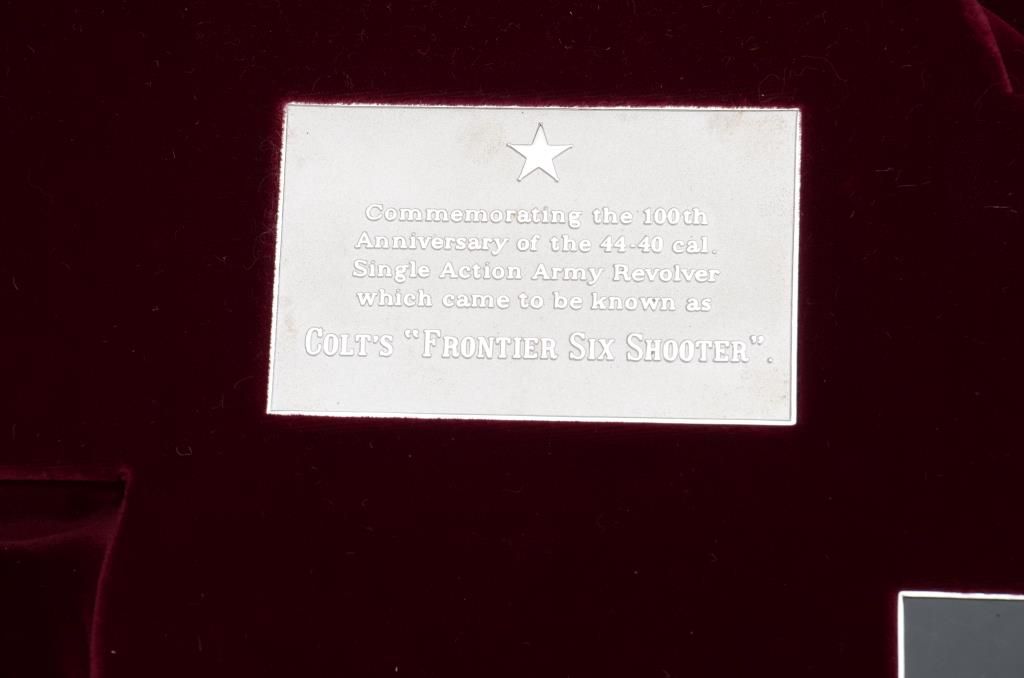 Commemorating the 100th
Anniversary of the 44-40 cal.
Single Action Army Revolver
which came to be known as
COLT'S "FRONTIER SIX SHOOTER".